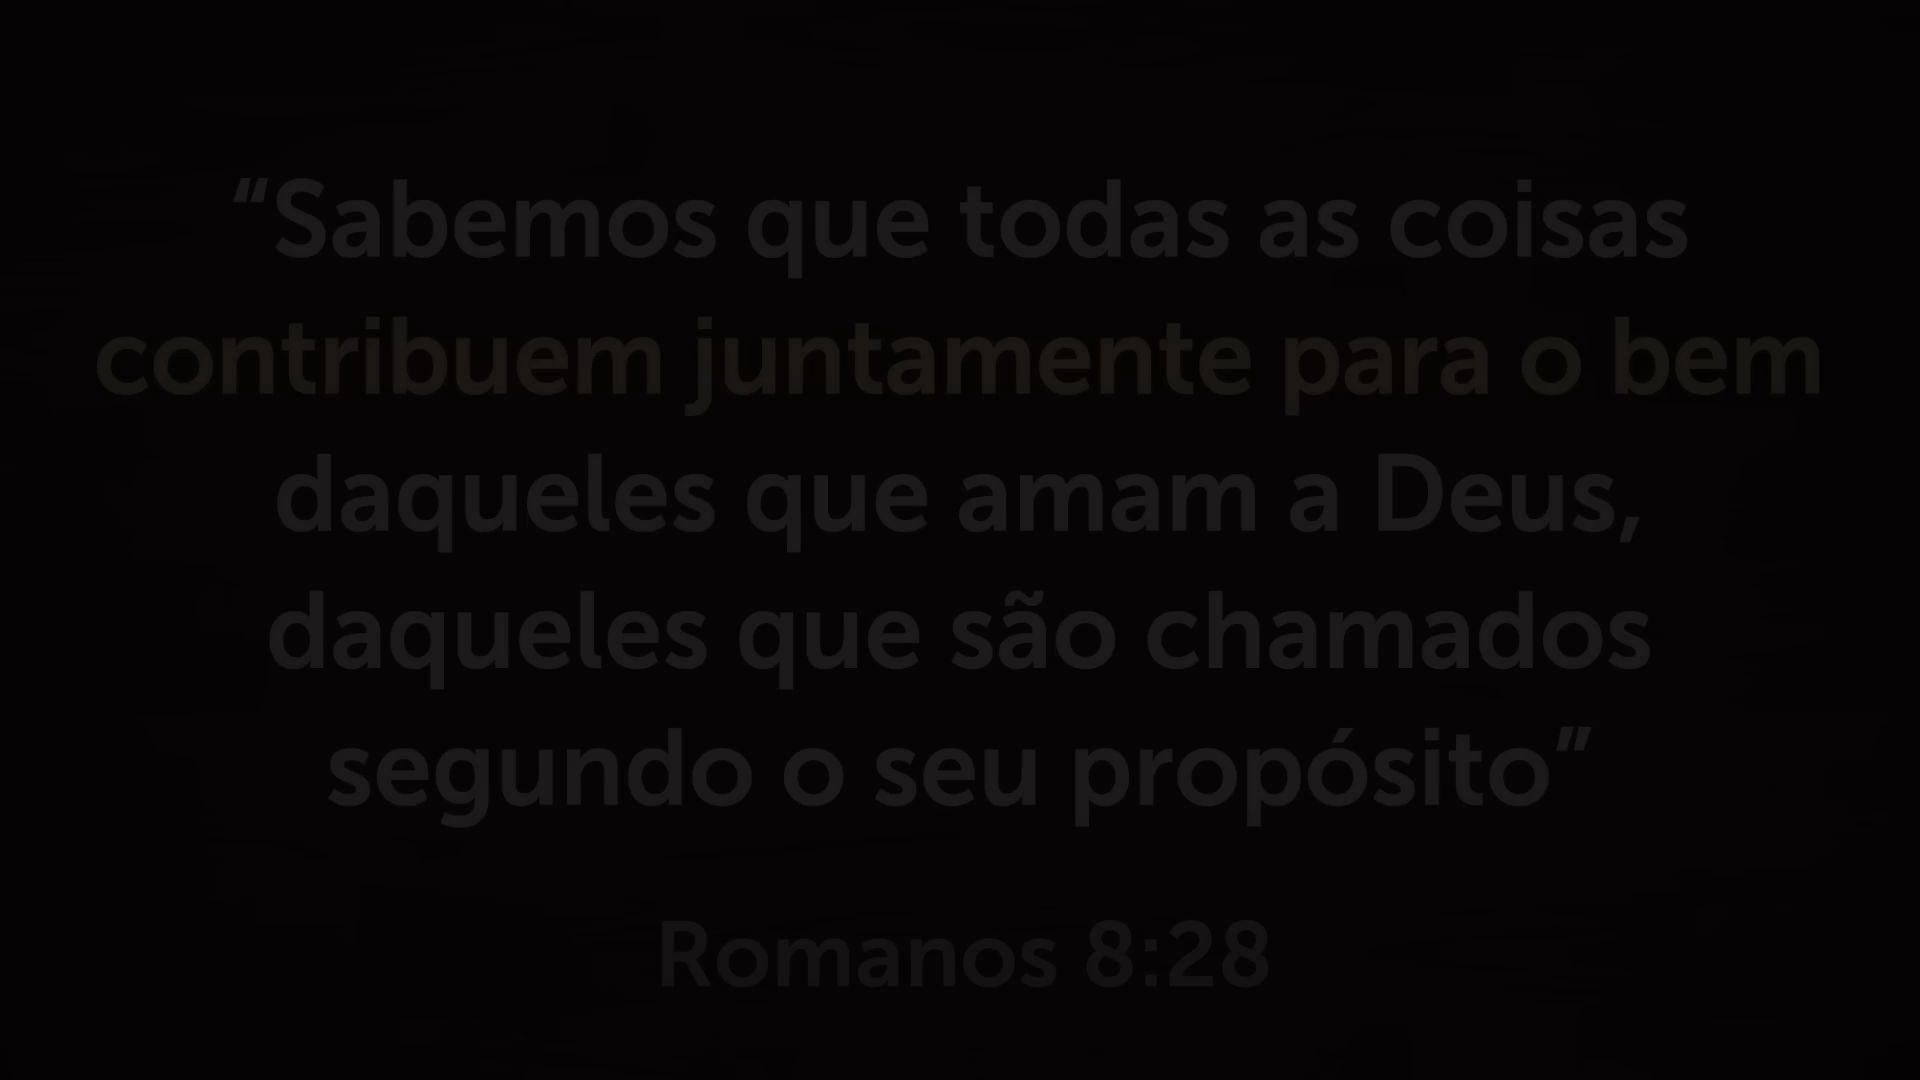 “Sabemos que todas as coisas
contribuem juntamente para o bem
daqueles que amam a Deus,
daqueles que são chamados
segundo o seu propósito”
Romanos 8:28